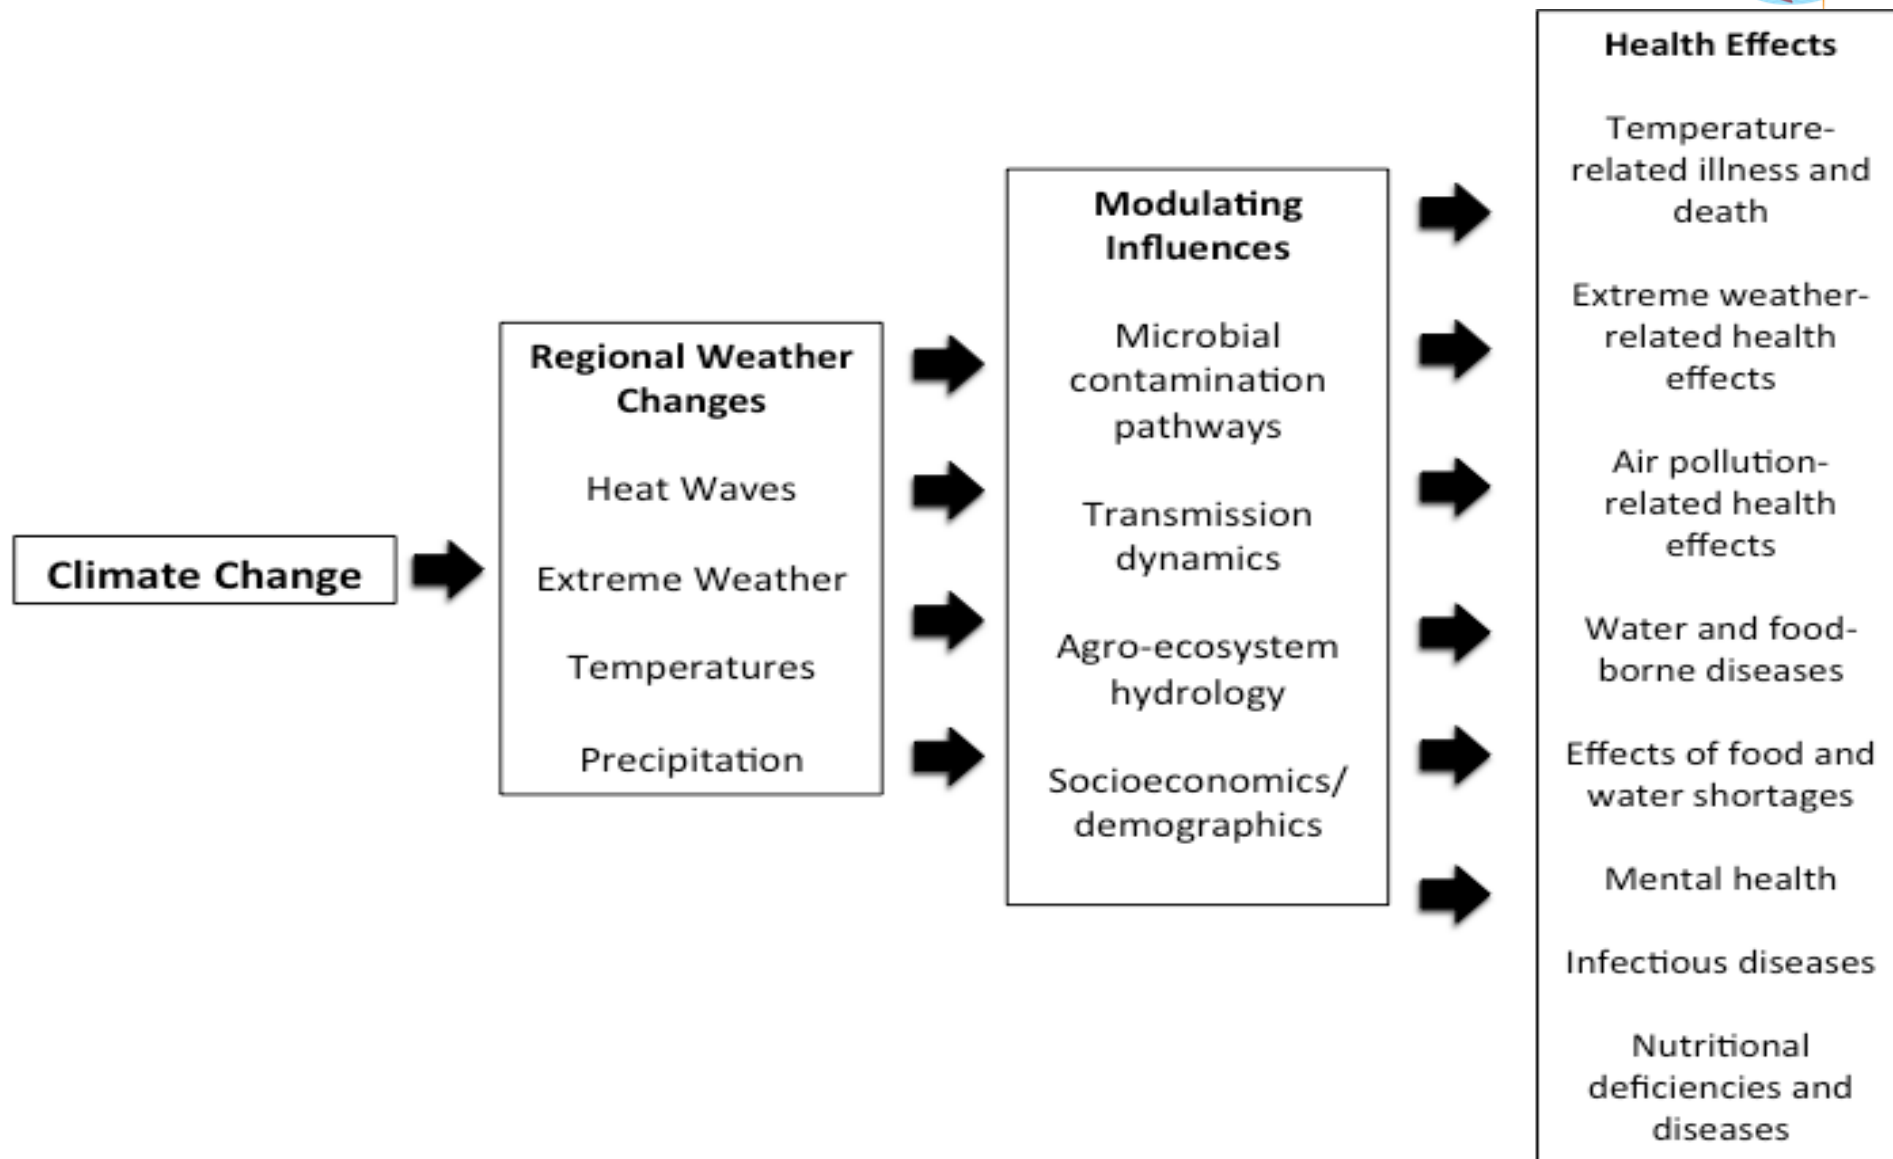 Climate Change
Regional Weather
Changes
Heat Waves
Extreme Weather
Temperatures
Precipitation
Modulating
Influences
Microbial
contamination
pathways
Transmission
dynamics
Agro-ecosystem
hydrology
Socioeconomics/
demographics
Health Effects
Temperature-
related illness and
death
Extreme weather-
related health
effects
Air pollution-
related health
effects
Water and food-
borne diseases
Effects of food and
water shortages
Mental health
Infectious diseases
Nutritional
deficiencies and
diseases